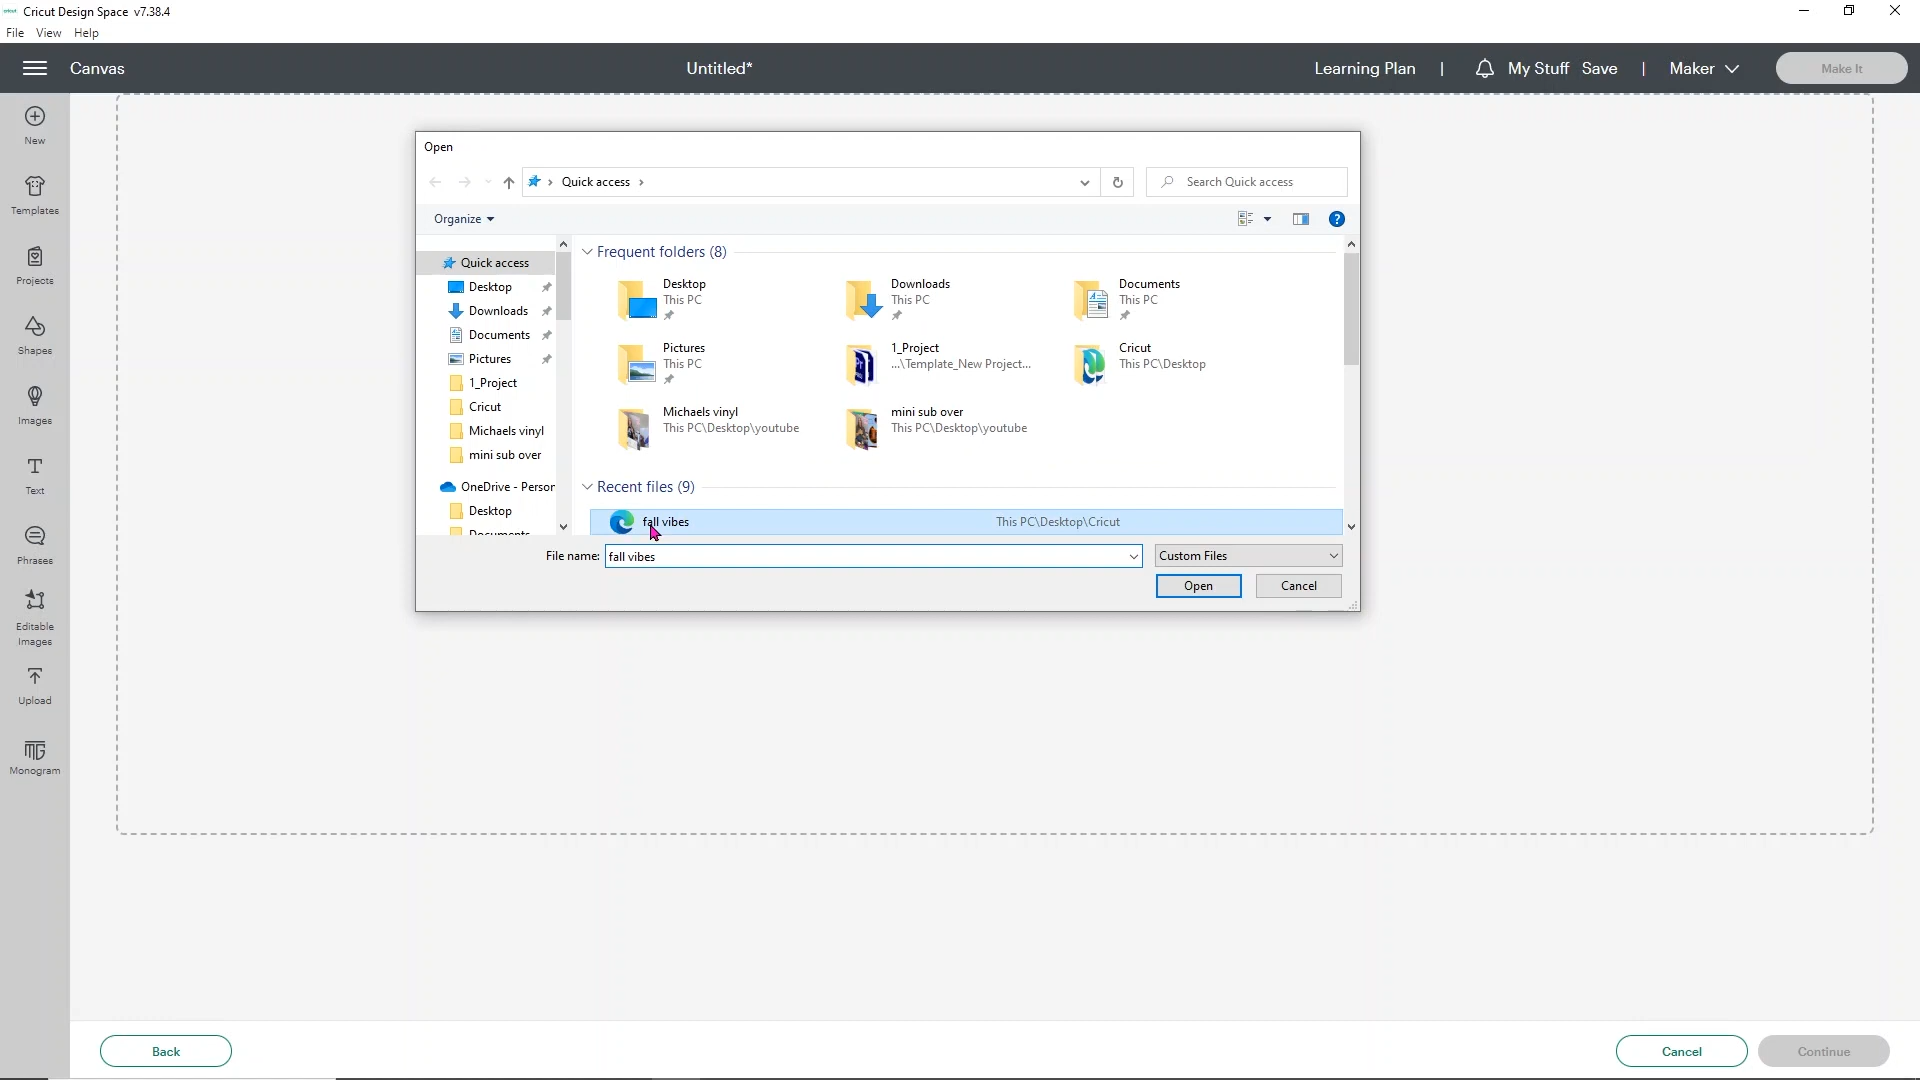 cricut Cricut Design Space v7.38.4
File View Help
Canvas
Untitled*
Learning Plan | My Stuff Save | Maker
Make It
New
Templates
Projects
Shapes
Images
Text
Phrases
Editable
Images
Upload
Monogram
Open
Quick access
Search Quick access
Organize
Quick access
Desktop
Downloads
Documents
Pictures
1_Project
Cricut
Michaels vinyl
mini sub over
OneDrive - Person
Desktop
Documents
Frequent folders (8)
Desktop
This PC
Downloads
This PC
Documents
This PC
Pictures
This PC
1_Project
...\Template_New Project...
Cricut
This PC\Desktop
Michaels vinyl
This PC\Desktop\youtube
mini sub over
This PC\Desktop\youtube
Recent files (9)
fall vibes This PC\Desktop\Cricut
File name: fall vibes
Custom Files
Open
Cancel
Back
Cancel
Continue